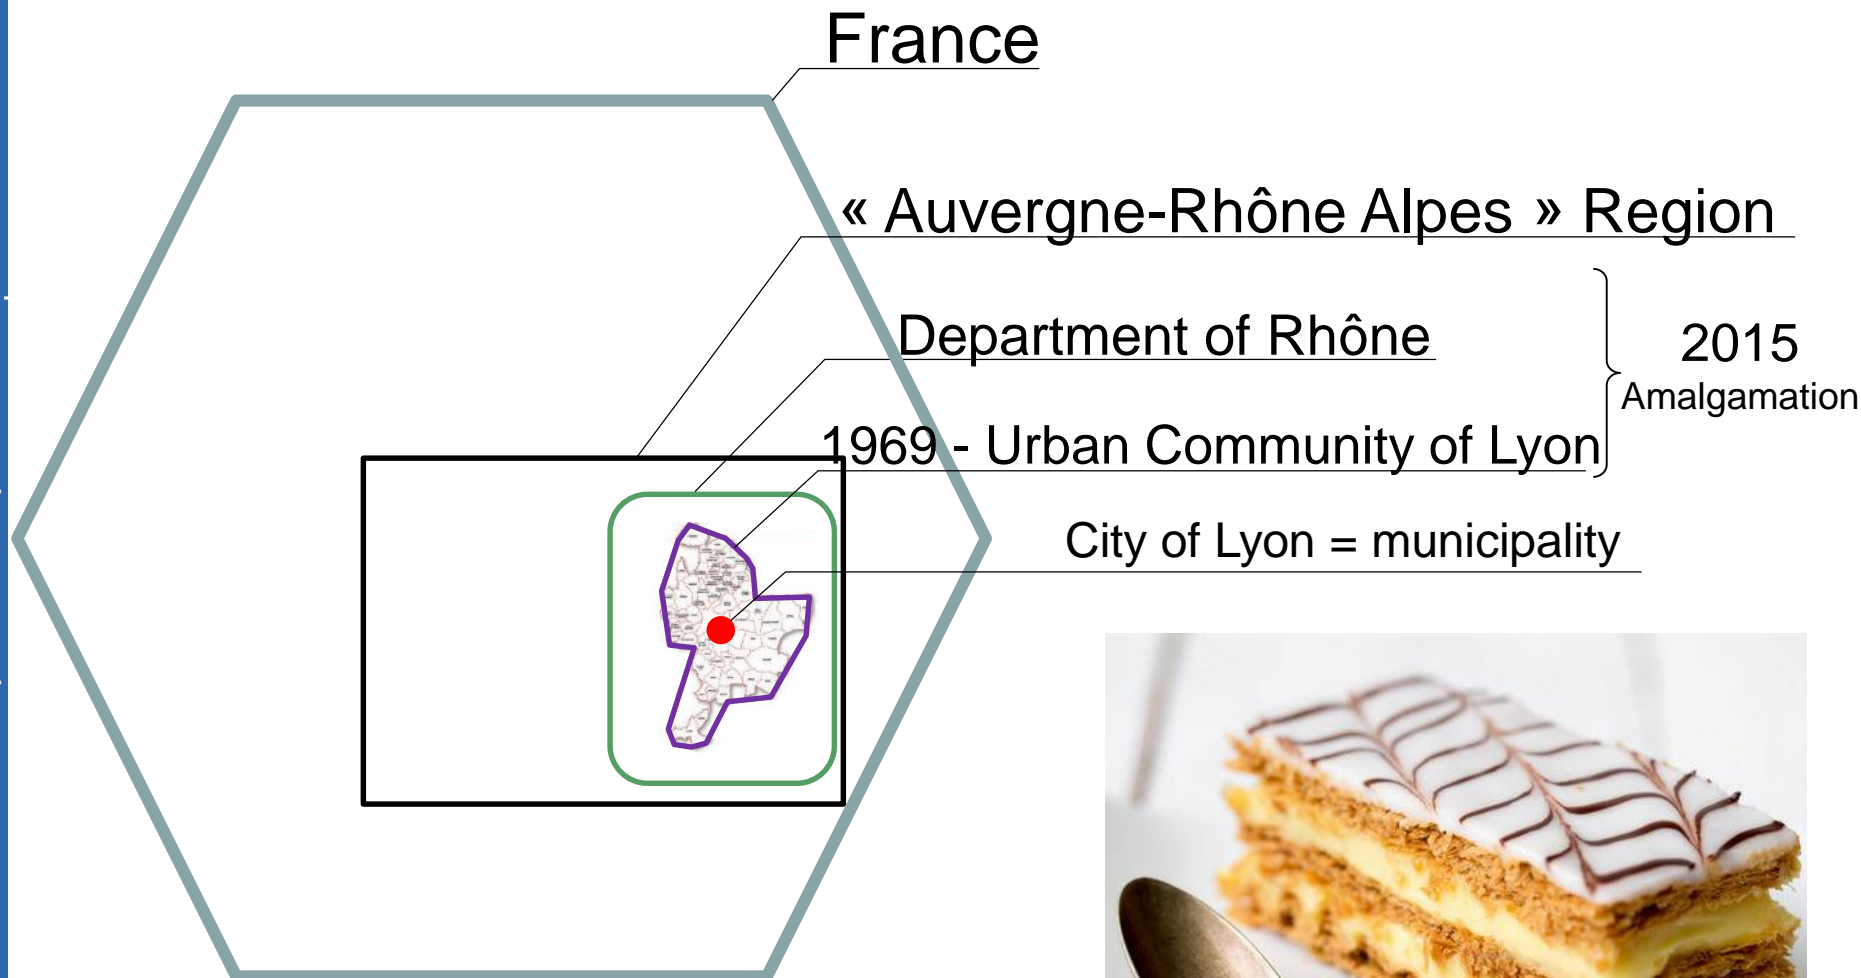 France
« Auvergne-Rhône Alpes » Region
Department of Rhône
2015
Amalgamation
1969 - Urban Community of Lyon
City of Lyon = municipality